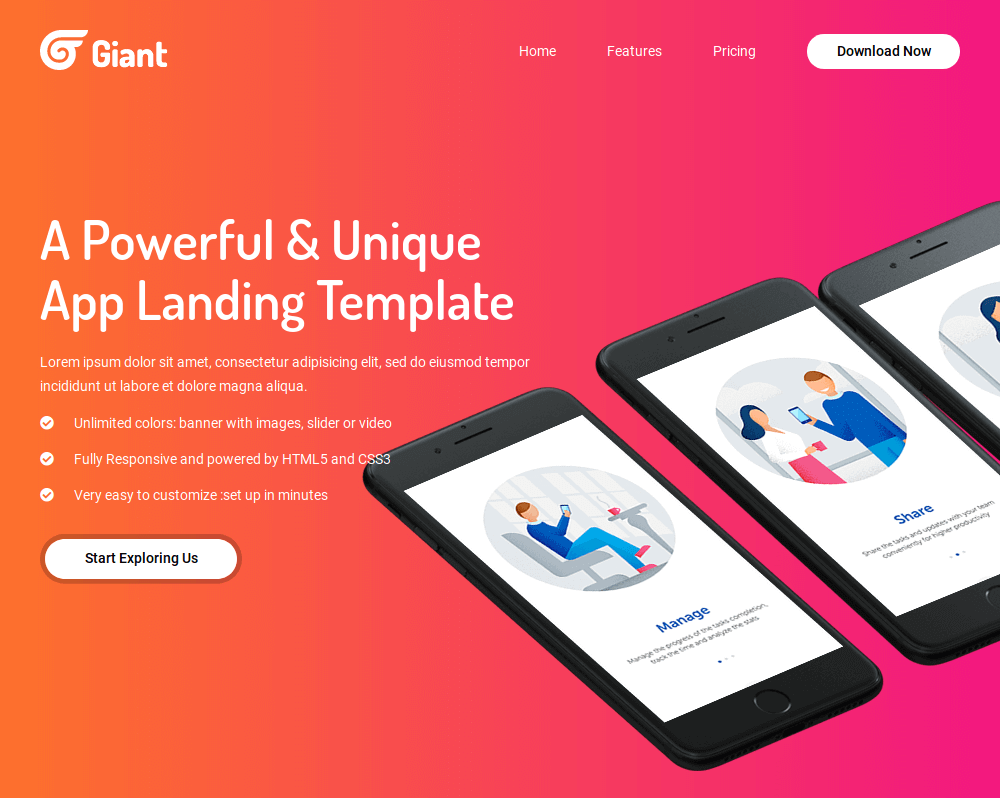 Giant
Home
Features
Pricing
Download Now
A Powerful & Unique
App Landing Template
Lorem ipsum dolor sit amet, consectetur adipisicing elit, sed do eiusmod tempor
incididunt ut labore et dolore magna aliqua.
Unlimited colors: banner with images, slider or video
Fully Responsive and powered by HTML5 and CSS3
Very easy to customize :set up in minutes
Start Exploring Us
Manage
Manage the progress of the tasks completion,
track the time and analyze the stats
Share
Share the tasks and updates with your team
conveniently for higher productivity